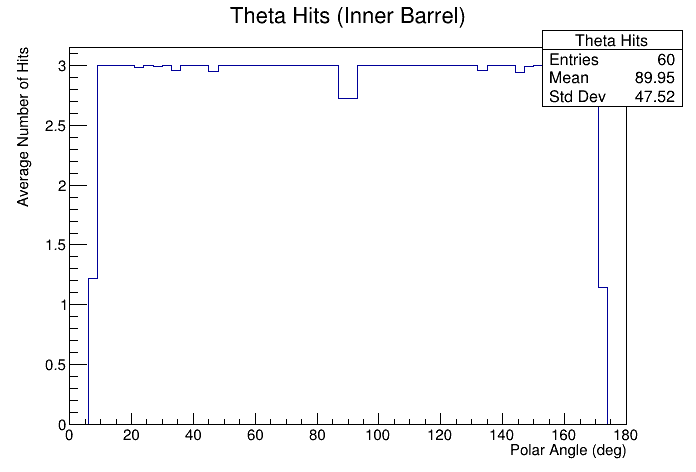 Theta Hits (Inner Barrel)
Theta Hits
Entries 60
Mean 89.95
Std Dev 47.52
Average Number of Hits
3
2.5
2
1.5
1
0.5
0
0 20 40 60 80 100 120 140 160 180
Polar Angle (deg)